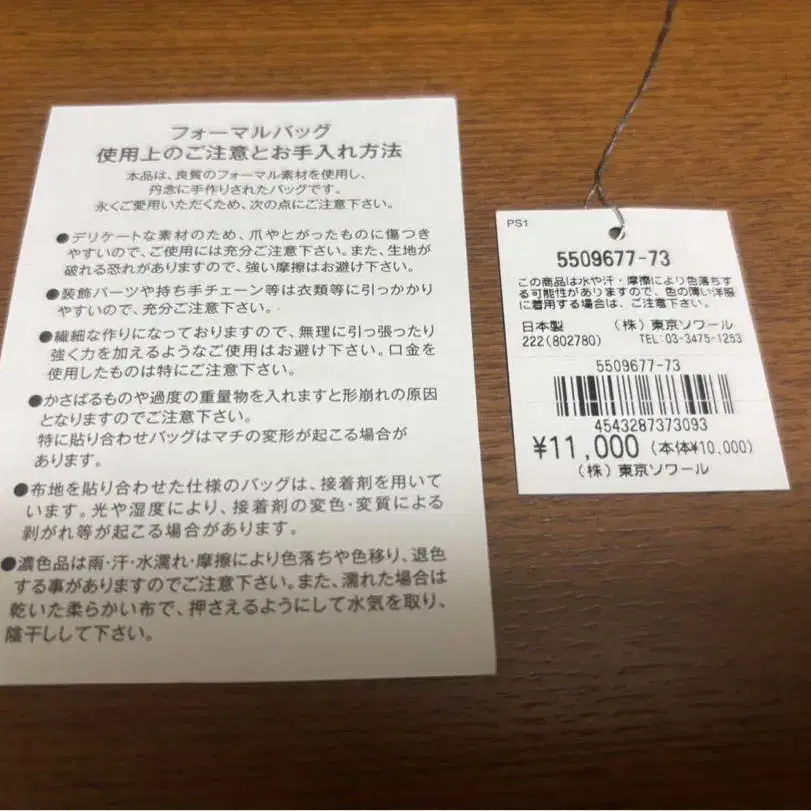 フォーマルバッグ
使用上のご注意とお手入れ方法
本品は、良質のフォーマル素材を使用し、
丹念に手作りされたバッグです。
永くご愛用いただくため、次の点にご注意下さい。
●デリケートな素材のため、爪やとがったものに傷つき
やすいので、ご使用には充分ご注意下さい。また、生地が
破れる恐れがありますので、強い摩擦はお避け下さい。
●装飾パーツや持ち手チェーン等は衣類等に引っかかり
やすいので、充分ご注意下さい。
●繊細な作りになっておりますので、無理に引っ張ったり
強く力を加えるようなご使用はお避け下さい。口金を
使用したものは特にご注意下さい。
●かさばるものや過度の重量物を入れますと形崩れの原因
となりますのでご注意下さい。
特に貼り合わせバッグはマチの変形が起こる場合が
あります。
●布地を貼り合わせた仕様のバッグは、接着剤を用いて
います。光や湿度により、接着剤の変色・変質による
剥がれ等が起こる場合があります。
●濃色品は雨・汗・水濡れ・摩擦により色落ちや色移り、退色
する事がありますのでご注意下さい。また、濡れた場合は
乾いた柔らかい布で、押さえるようにして水気を取り、
陰干しして下さい。
PS1
5509677-73
この商品は水や汗・摩擦により色落ちす
る可能性がありますので、色の薄い洋服
に着用する場合は、ご注意下さい。
日本製 (株)東京ソワール
222(802780) TEL:03-3475-1253
5509677-73
4543287373093
¥11,000 (本体¥10,000)
(株)東京ソワール